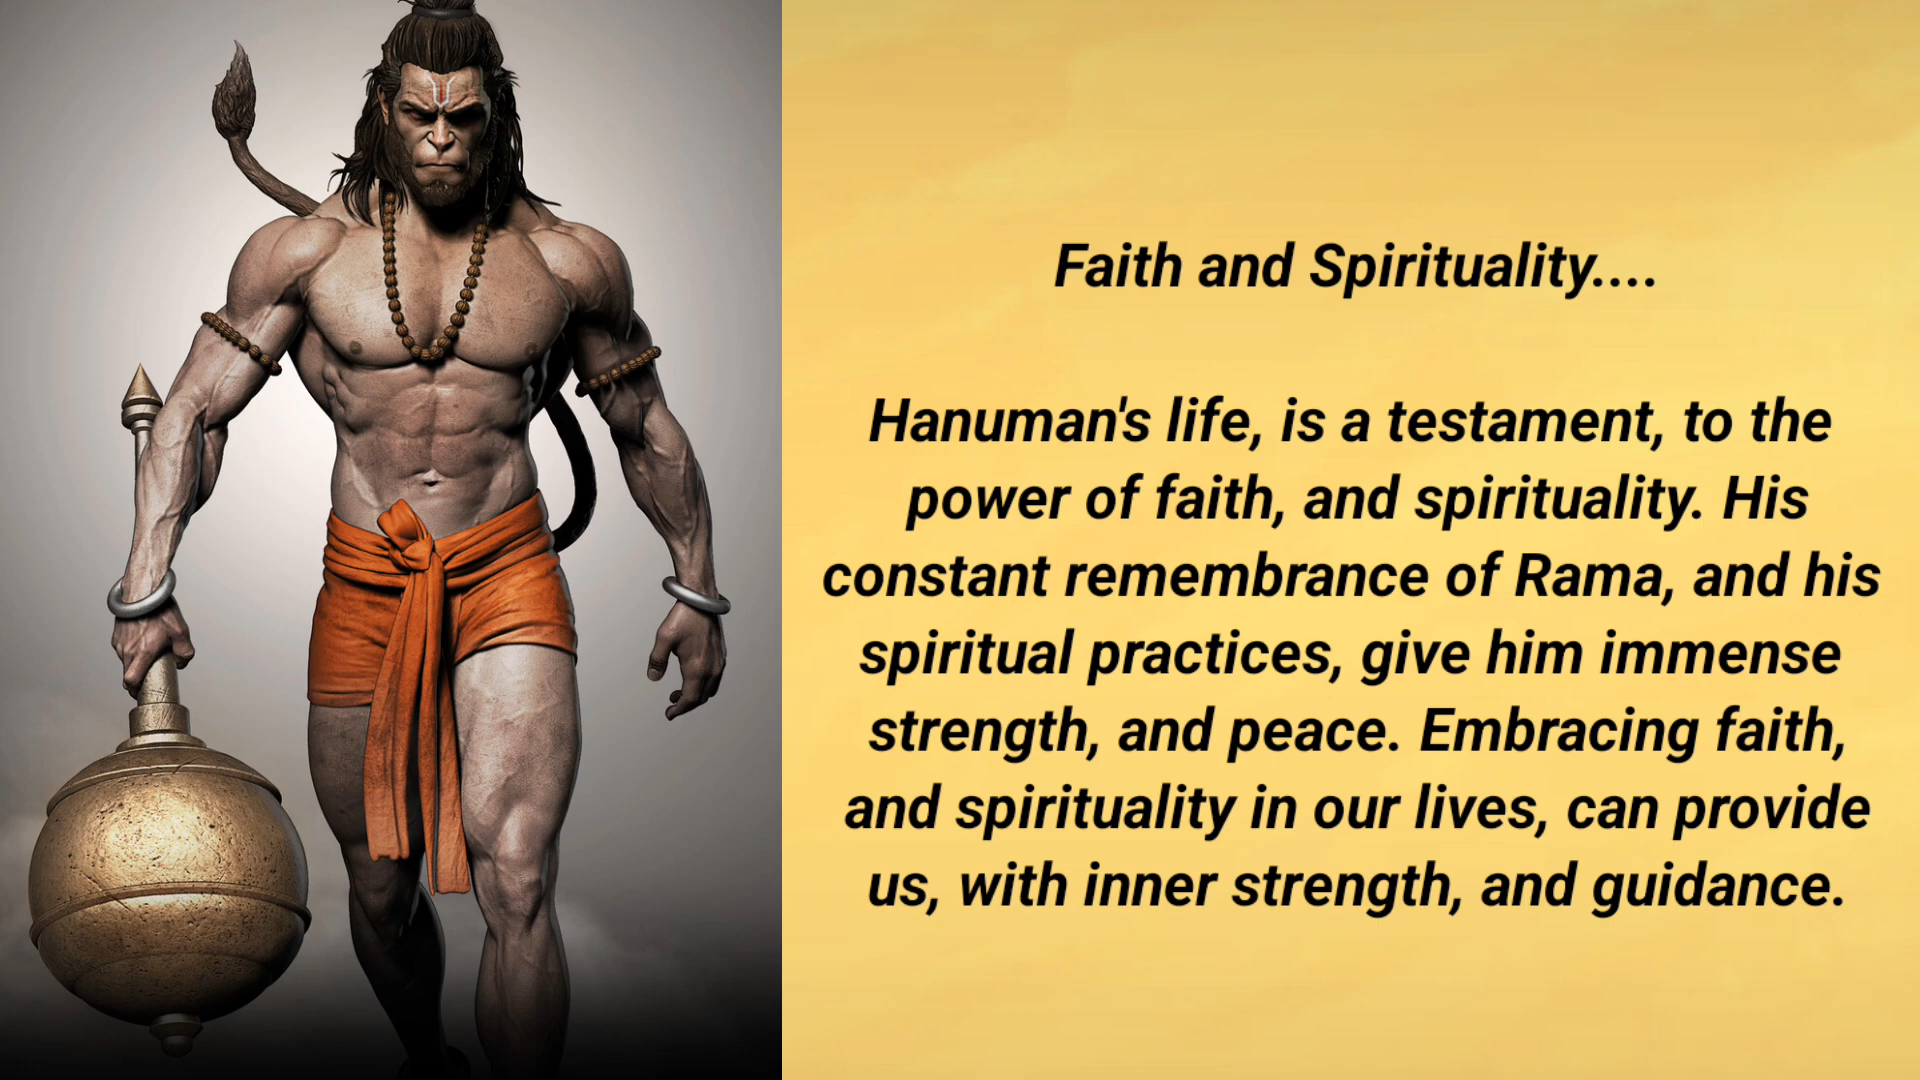 Faith and Spirituality....
Hanuman's life, is a testament, to the
power of faith, and spirituality. His
constant remembrance of Rama, and his
spiritual practices, give him immense
strength, and peace. Embracing faith,
and spirituality in our lives, can provide
us, with inner strength, and guidance.